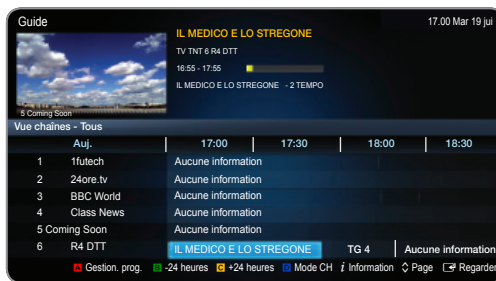 Guide
17.00 Mar 19 jui
IL MEDICO E LO STREGONE
TV TNT 6 R4 DTT
16:55 - 17:55
IL MEDICO E LO STREGONE - 2 TEMPO
5 Coming Soon
Vue chaînes - Tous
Auj. 17:00 17:30 18:00 18:30
1 1futech Aucune information
2 24ore.tv Aucune information
3 BBC World Aucune information
4 Class News Aucune information
5 Coming Soon Aucune information
6 R4 DTT IL MEDICO E LO STREGONE TG 4 Aucune information
A Gestion. prog. B -24 heures C +24 heures D Mode CH i Information Page Regarder